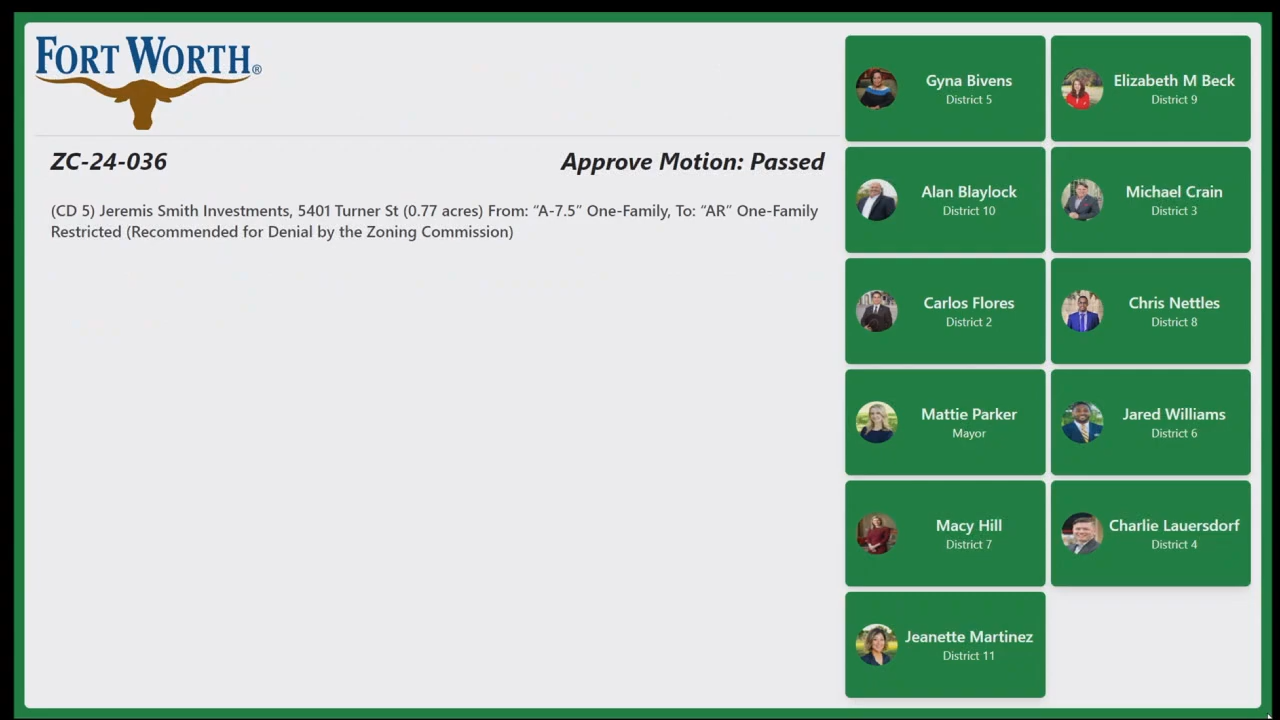 FORT WORTH®
ZC-24-036
Approve Motion: Passed
(CD 5) Jeremis Smith Investments, 5401 Turner St (0.77 acres) From: “A-7.5” One-Family, To: “AR” One-Family
Restricted (Recommended for Denial by the Zoning Commission)
Gyna Bivens
District 5
Elizabeth M Beck
District 9
Alan Blaylock
District 10
Michael Crain
District 3
Carlos Flores
District 2
Chris Nettles
District 8
Mattie Parker
Mayor
Jared Williams
District 6
Macy Hill
District 7
Charlie Lauersdorf
District 4
Jeanette Martinez
District 11